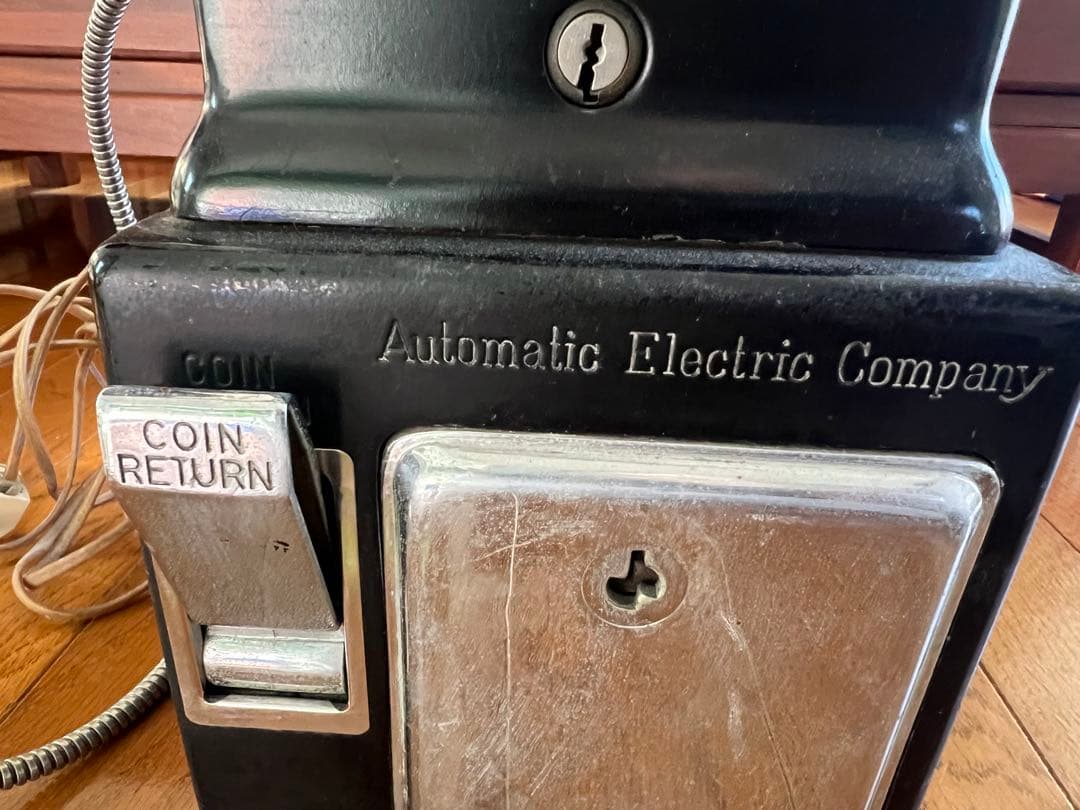 Automatic Electric Company
COIN
COIN
RETURN